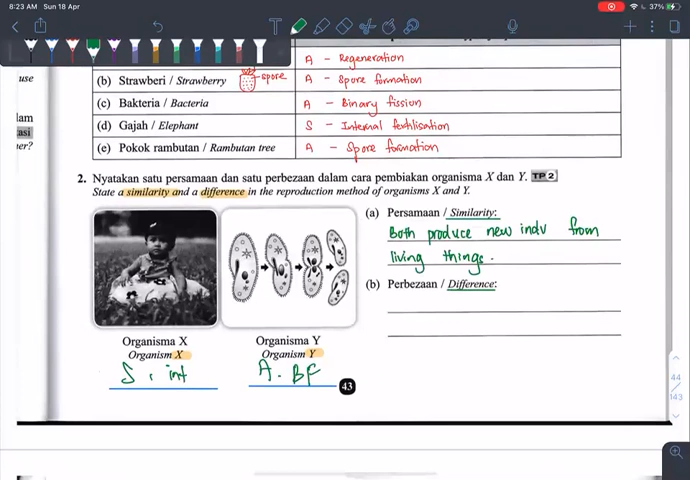 8:23 AM Sun 18 Apr
37%
use
A - Regeneration
(b) Strawberi / Strawberry
spore
A - Spore formation
lam
(c) Bakteria / Bacteria
A - Binary fission
asi
(d) Gajah / Elephant
S - Internal fertilisation
(e) Pokok rambutan / Rambutan tree
A - Spore formation
2. Nyatakan satu persamaan dan satu perbezaan dalam cara pembiakan organisma X dan Y. TP 2
State a similarity and a difference in the reproduction method of organisms X and Y.
(a) Persamaan / Similarity:
Both produce new indv from
living things.
(b) Perbezaan / Difference:
Organisma X
Organism X
S, int
Organisma Y
Organism Y
A. BF
43
44
143